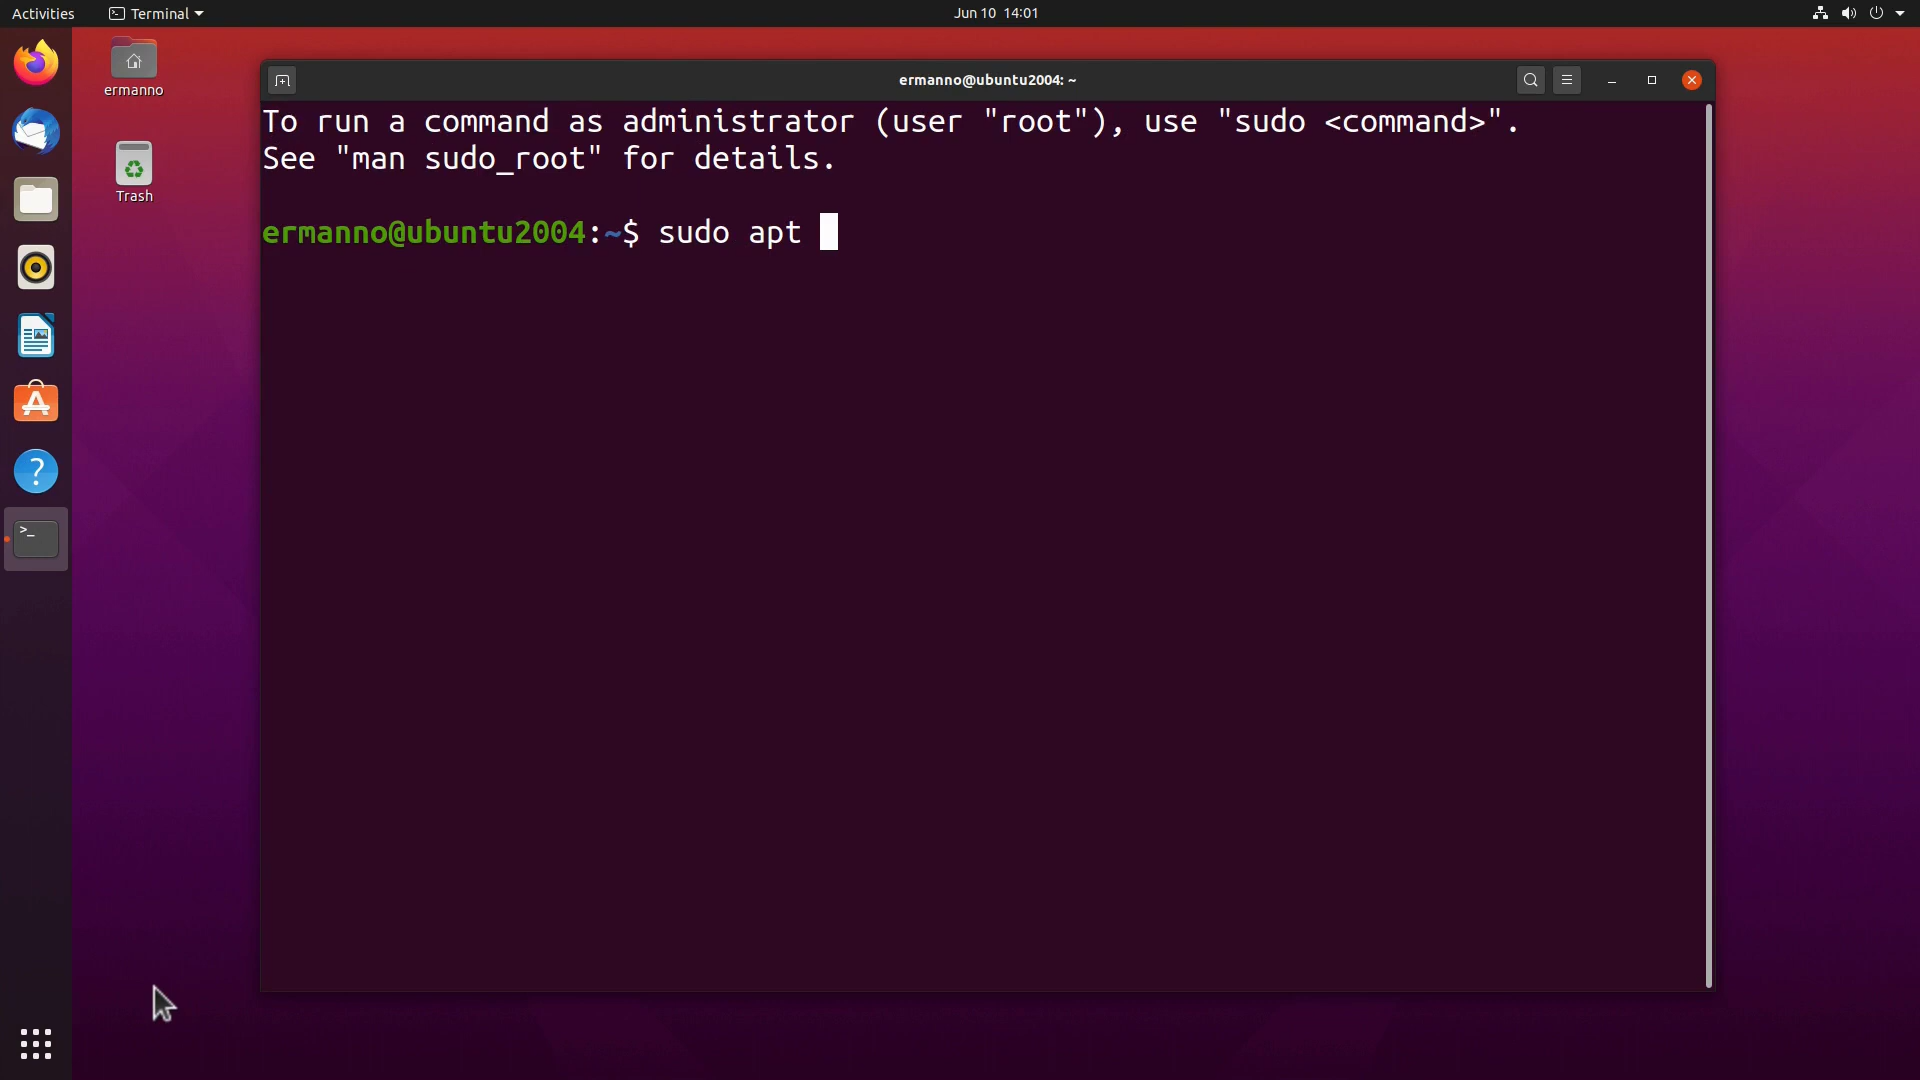 Activities
Terminal
Jun 10 14:01
ermanno
Trash
ermanno@ubuntu2004: ~
To run a command as administrator (user "root"), use "sudo <command>".
See "man sudo_root" for details.
ermanno@ubuntu2004:~$ sudo apt